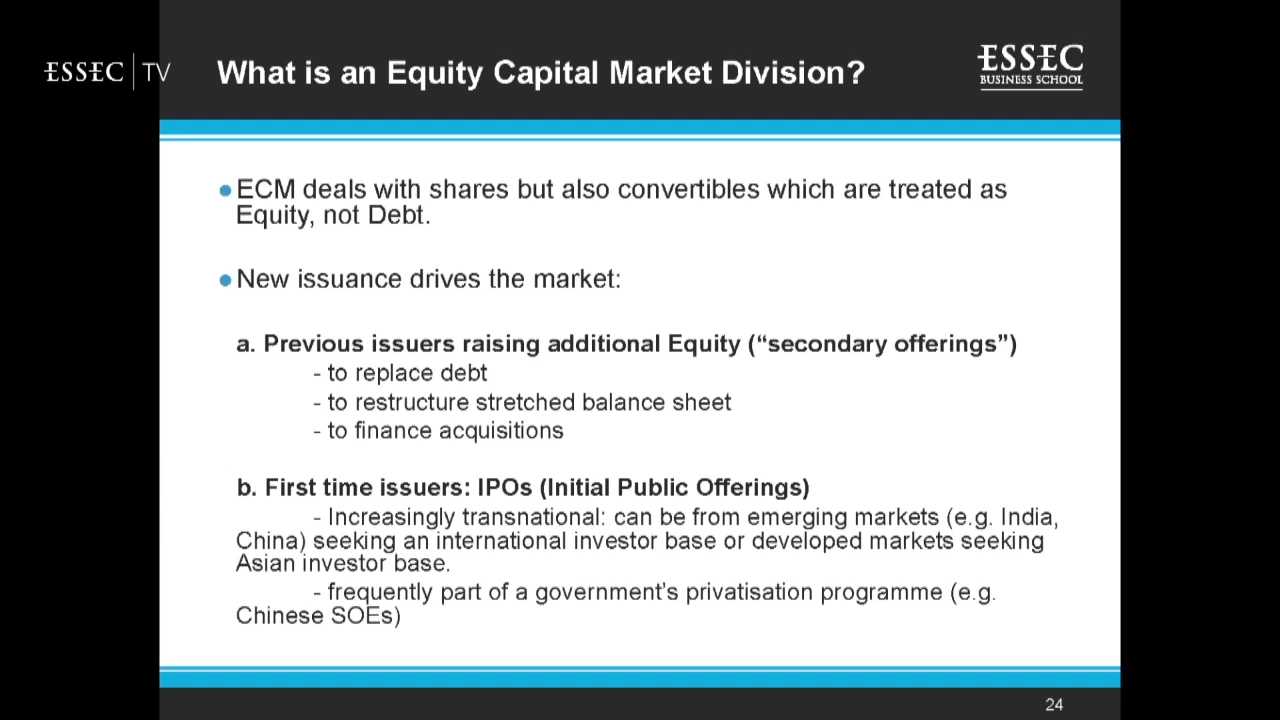 ESSEC TV
What is an Equity Capital Market Division?
ESSEC
BUSINESS SCHOOL
● ECM deals with shares but also convertibles which are treated as
Equity, not Debt.
● New issuance drives the market:
a. Previous issuers raising additional Equity (“secondary offerings”)
- to replace debt
- to restructure stretched balance sheet
- to finance acquisitions
b. First time issuers: IPOs (Initial Public Offerings)
- Increasingly transnational: can be from emerging markets (e.g. India,
China) seeking an international investor base or developed markets seeking
Asian investor base.
- frequently part of a government’s privatisation programme (e.g.
Chinese SOEs)
24